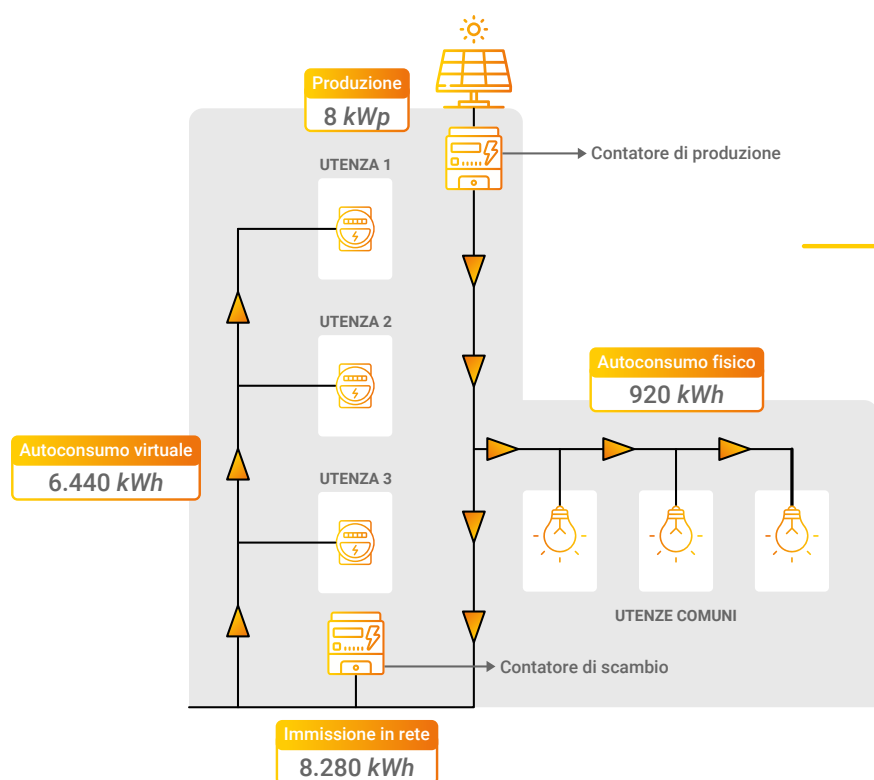 Produzione
8 kWp
Contatore di produzione
UTENZA 1
UTENZA 2
Autoconsumo fisico
920 kWh
Autoconsumo virtuale
6.440 kWh
UTENZA 3
UTENZE COMUNI
Contatore di scambio
Immissione in rete
8.280 kWh